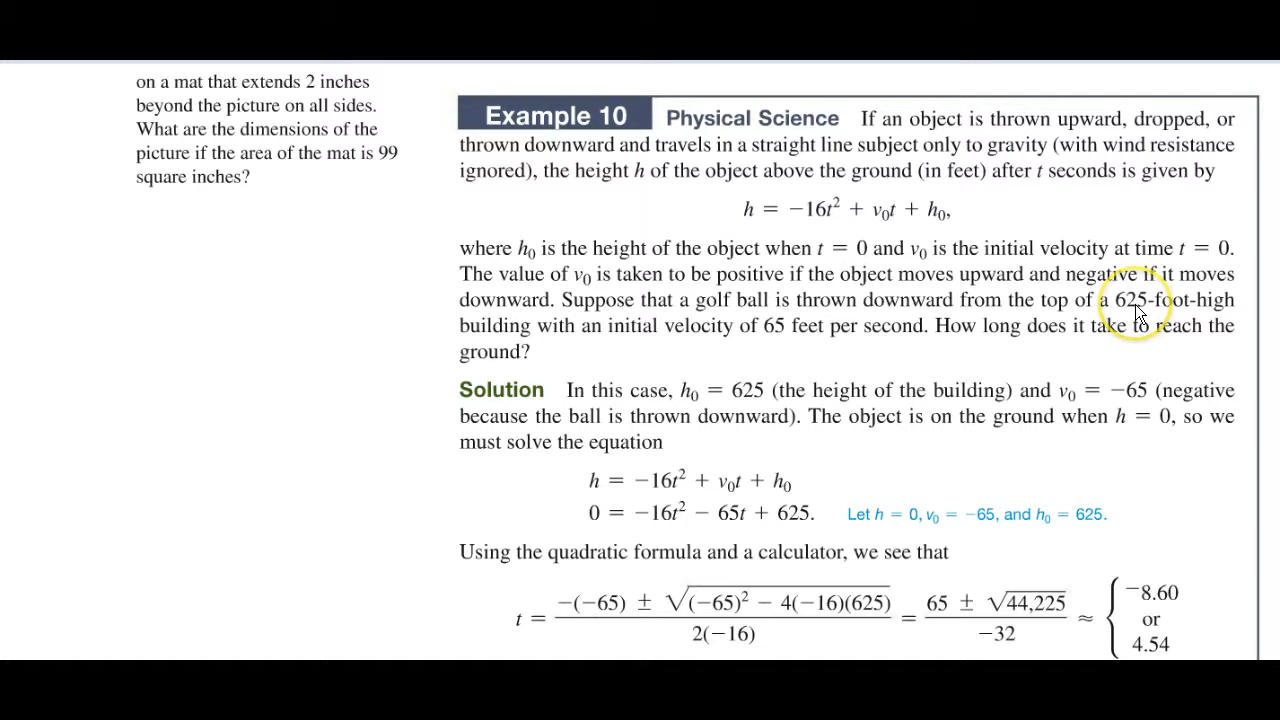 on a mat that extends 2 inches
beyond the picture on all sides.
What are the dimensions of the
picture if the area of the mat is 99
square inches?
Example 10 Physical Science If an object is thrown upward, dropped, or
thrown downward and travels in a straight line subject only to gravity (with wind resistance
ignored), the height h of the object above the ground (in feet) after t seconds is given by
h = −16t² + v₀t + h₀,
where h₀ is the height of the object when t = 0 and v₀ is the initial velocity at time t = 0.
The value of v₀ is taken to be positive if the object moves upward and negative if it moves
downward. Suppose that a golf ball is thrown downward from the top of a 625-foot-high
building with an initial velocity of 65 feet per second. How long does it take to reach the
ground?
Solution In this case, h₀ = 625 (the height of the building) and v₀ = −65 (negative
because the ball is thrown downward). The object is on the ground when h = 0, so we
must solve the equation
h = −16t² + v₀t + h₀
0 = −16t² − 65t + 625. Let h = 0, v₀ = −65, and h₀ = 625.
Using the quadratic formula and a calculator, we see that
t = (−(−65) ± √((−65)² − 4(−16)(625))) / (2(−16)) = (65 ± √44,225) / (−32) ≈ { −8.60 or 4.54